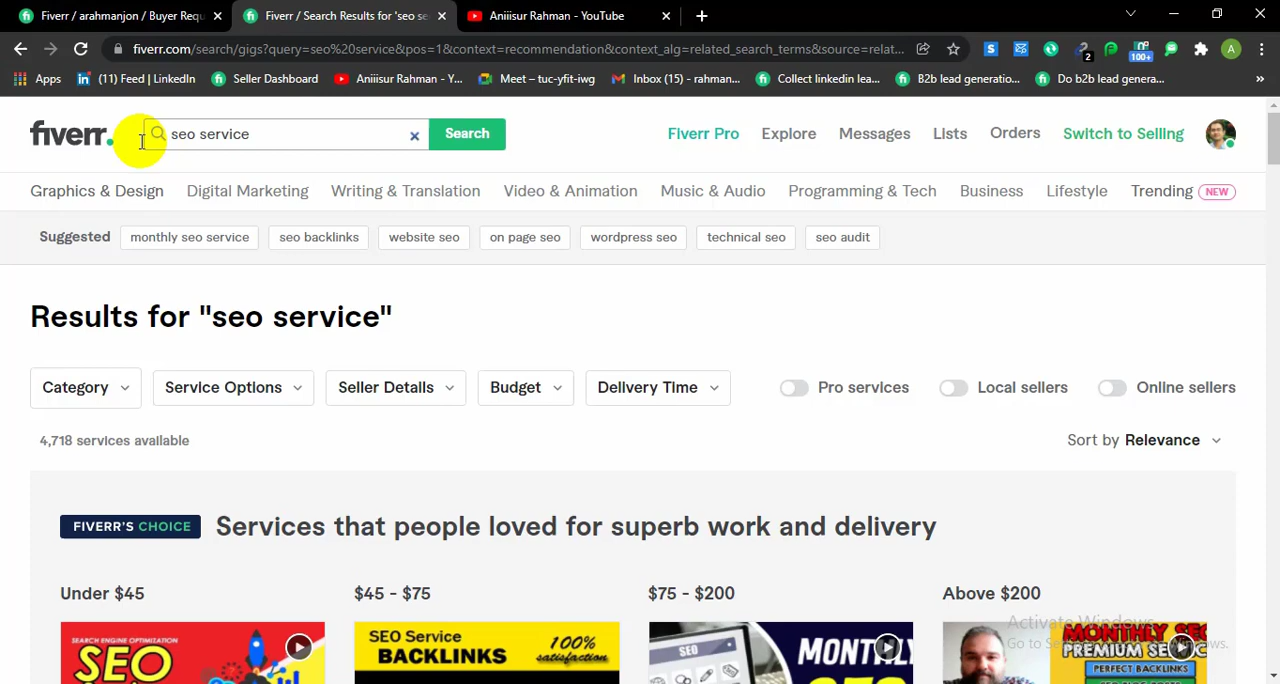 Fiverr / arahmanjon / Buyer Requ
Fiverr / Search Results for 'seo se
Aniiisur Rahman - YouTube
fiverr.com/search/gigs?query=seo%20service&pos=1&context=recommendation&context_alg=related_search_terms&source=relat...
Apps
(11) Feed | LinkedIn
Seller Dashboard
Aniiisur Rahman - Y...
Meet – tuc-yfit-iwg
Inbox (15) - rahman...
Collect linkedin lea...
B2b lead generatio...
Do b2b lead genera...
2
100+
A
fiverr.
seo service
Search
Fiverr Pro
Explore
Messages
Lists
Orders
Switch to Selling
Graphics & Design
Digital Marketing
Writing & Translation
Video & Animation
Music & Audio
Programming & Tech
Business
Lifestyle
Trending NEW
Suggested
monthly seo service
seo backlinks
website seo
on page seo
wordpress seo
technical seo
seo audit
Results for "seo service"
Category
Service Options
Seller Details
Budget
Delivery Time
Pro services
Local sellers
Online sellers
4,718 services available
Sort by Relevance
FIVERR'S CHOICE
Services that people loved for superb work and delivery
Under $45
$45 - $75
$75 - $200
Above $200
SEARCH ENGINE OPTIMIZATION
SEO
SEO Service
BACKLINKS
100%
satisfaction
SEO
MONTHLY
MONTHLY SEO
PREMIUM SEO
PERFECT BACKLINKS
Activate Windows